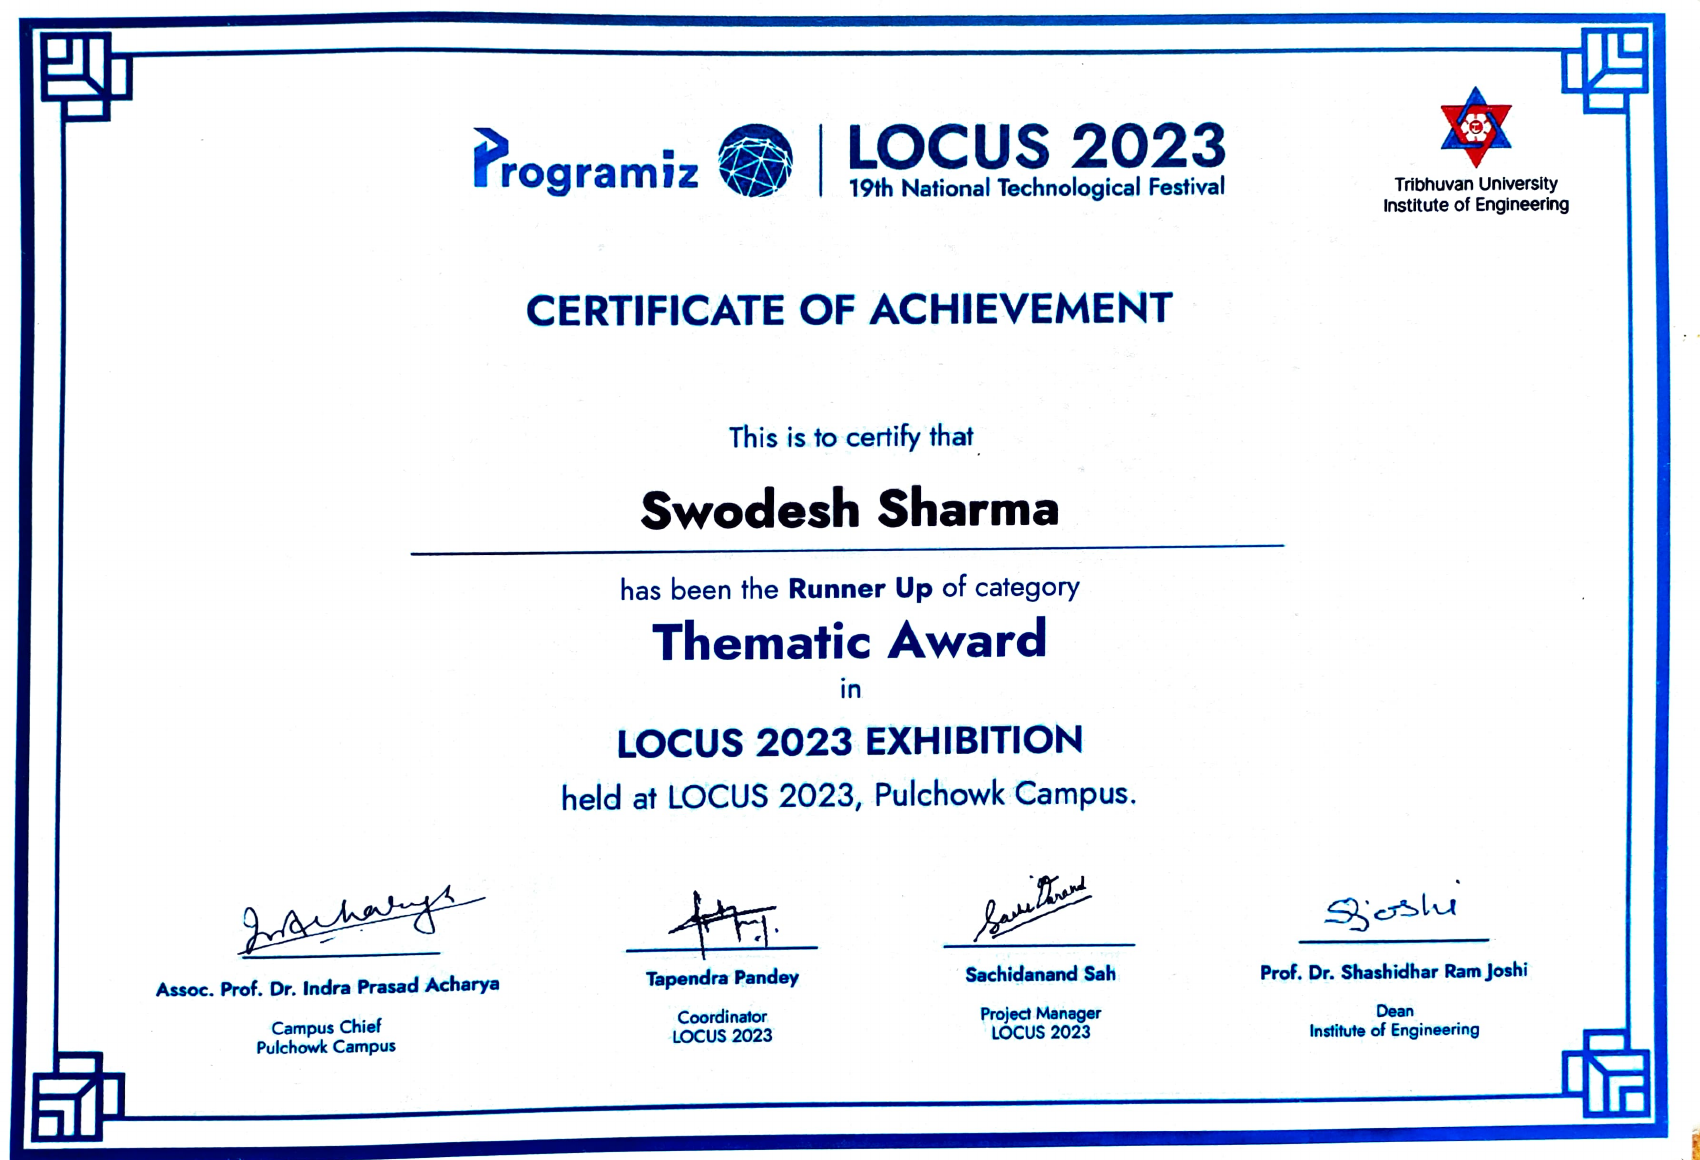 Programiz
LOCUS 2023
19th National Technological Festival
Tribhuvan University
Institute of Engineering
CERTIFICATE OF ACHIEVEMENT
This is to certify that
Swodesh Sharma
has been the Runner Up of category
Thematic Award
in
LOCUS 2023 EXHIBITION
held at LOCUS 2023, Pulchowk Campus.
Assoc. Prof. Dr. Indra Prasad Acharya
Campus Chief
Pulchowk Campus
Tapendra Pandey
Coordinator
LOCUS 2023
Sachidanand Sah
Project Manager
LOCUS 2023
Sjoshi
Prof. Dr. Shashidhar Ram Joshi
Dean
Institute of Engineering